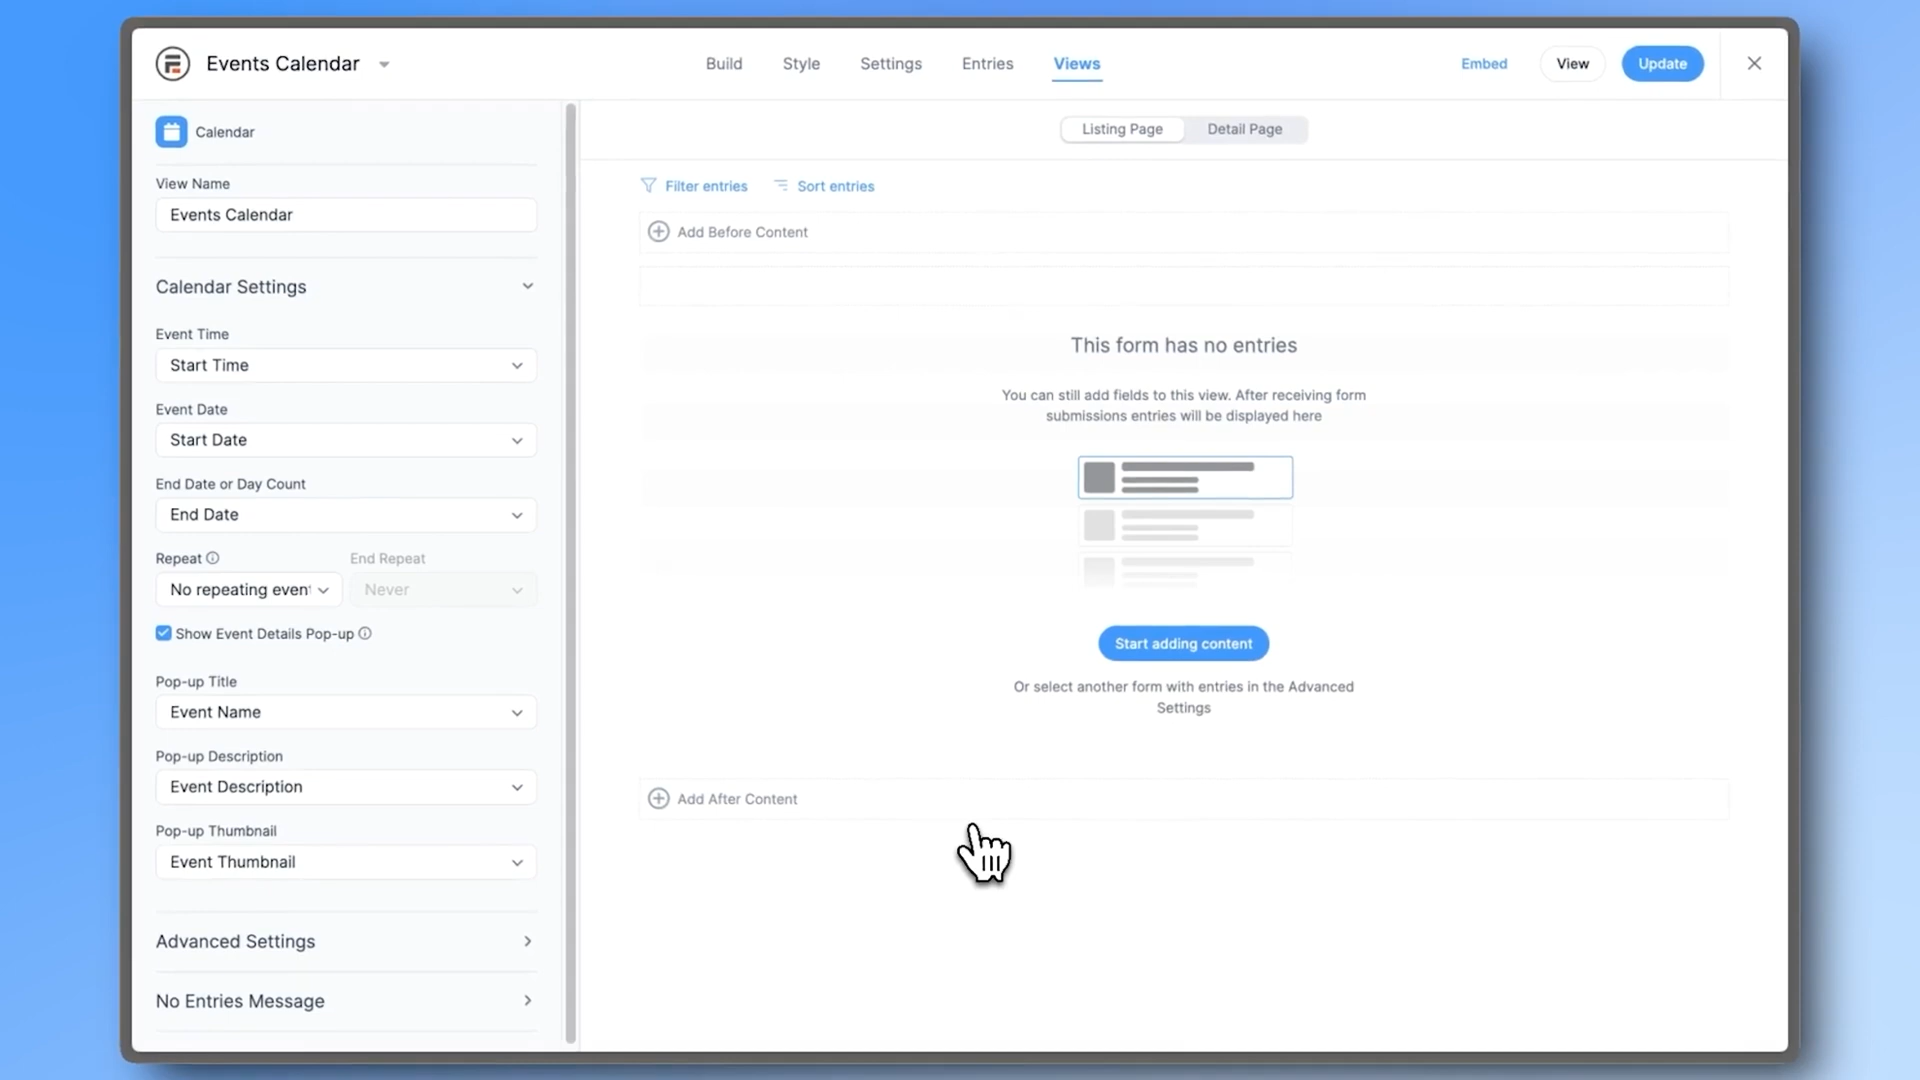 Events Calendar
Build
Style
Settings
Entries
Views
Embed
View
Update
Calendar
View Name
Events Calendar
Calendar Settings
Event Time
Start Time
Event Date
Start Date
End Date or Day Count
End Date
Repeat
End Repeat
No repeating event
Never
Show Event Details Pop-up
Pop-up Title
Event Name
Pop-up Description
Event Description
Pop-up Thumbnail
Event Thumbnail
Advanced Settings
No Entries Message
Listing Page
Detail Page
Filter entries
Sort entries
Add Before Content
This form has no entries
You can still add fields to this view. After receiving form
submissions entries will be displayed here
Start adding content
Or select another form with entries in the Advanced
Settings
Add After Content